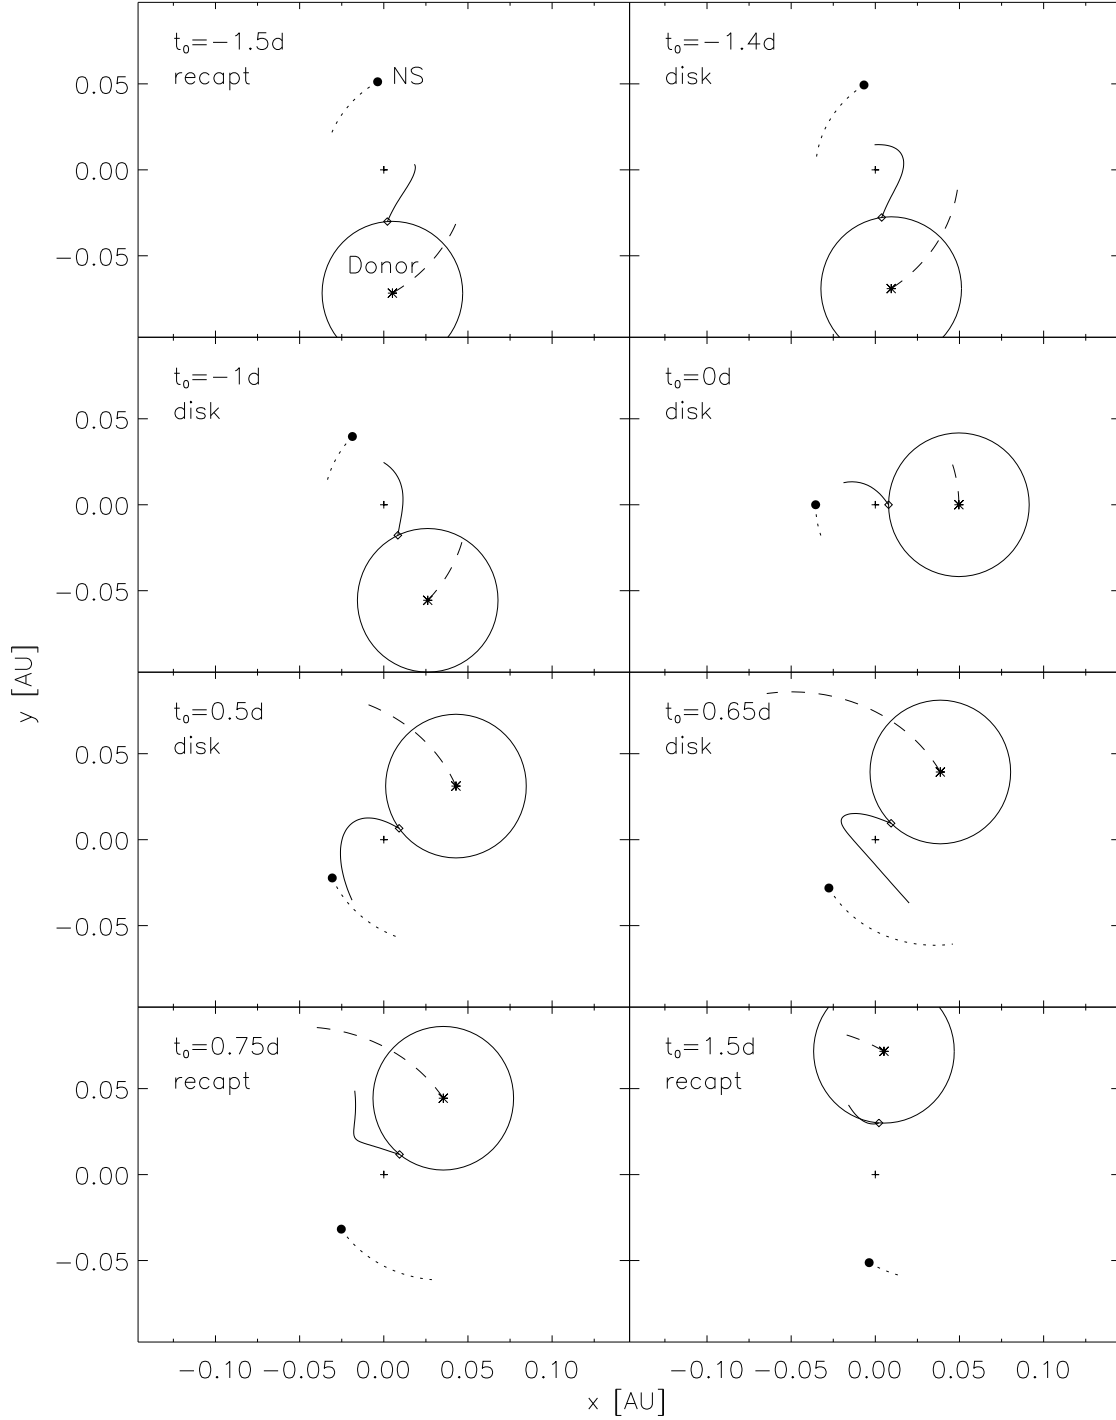 t₀=−1.5d
recapt
NS
Donor
t₀=−1.4d
disk
0.05
0.00
−0.05
t₀=−1d
disk
t₀=0d
disk
0.05
0.00
−0.05
t₀=0.5d
disk
t₀=0.65d
disk
0.05
0.00
−0.05
t₀=0.75d
recapt
t₀=1.5d
recapt
0.05
0.00
−0.05
−0.10 −0.05 0.00 0.05 0.10
−0.10 −0.05 0.00 0.05 0.10
x [AU]
y [AU]